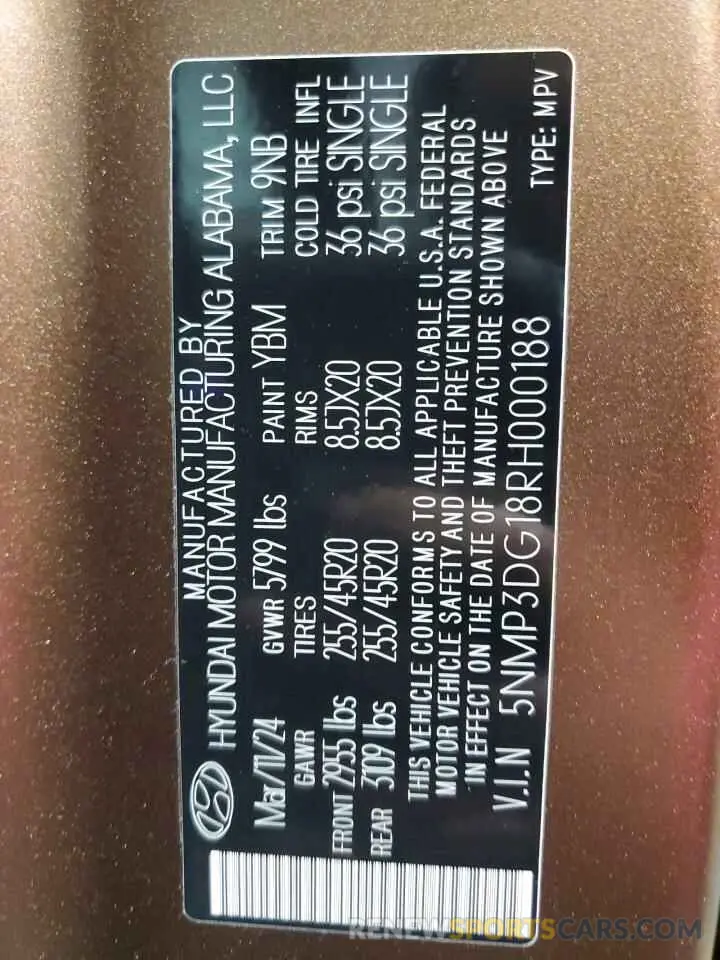 MANUFACTURED BY
HYUNDAI MOTOR MANUFACTURING ALABAMA, LLC
Mar/11/24 GVWR 5799 lbs PAINT YBM TRIM 9NB
GAWR TIRES RIMS COLD TIRE INFL
FRONT 2955 lbs 255/45R20 8.5JX20 36 psi SINGLE
REAR 3109 lbs 255/45R20 8.5JX20 36 psi SINGLE
THIS VEHICLE CONFORMS TO ALL APPLICABLE U.S.A. FEDERAL
MOTOR VEHICLE SAFETY AND THEFT PREVENTION STANDARDS
IN EFFECT ON THE DATE OF MANUFACTURE SHOWN ABOVE
V.I.N 5NMP3DG18RH000188
TYPE: MPV
RENEWSPORTSCARS.COM